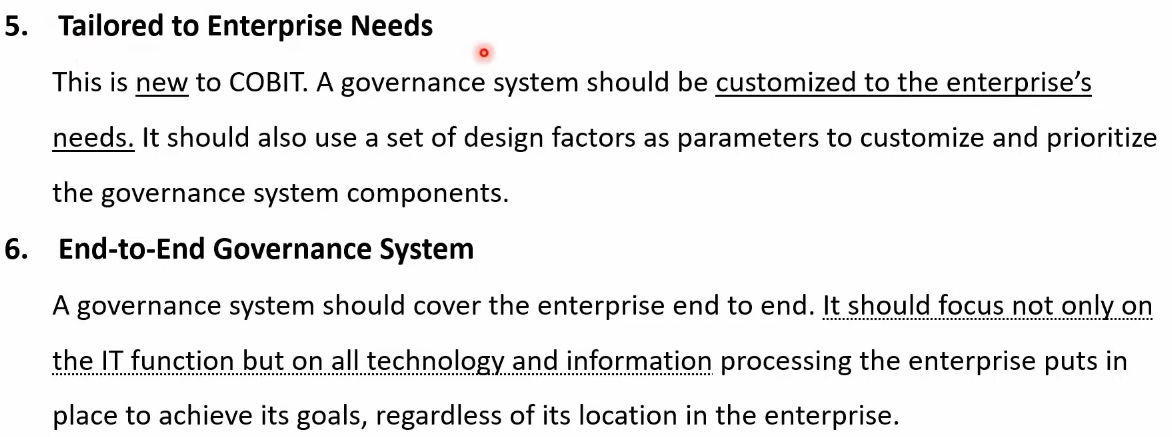 5. Tailored to Enterprise Needs
This is new to COBIT. A governance system should be customized to the enterprise's
needs. It should also use a set of design factors as parameters to customize and prioritize
the governance system components.
6. End-to-End Governance System
A governance system should cover the enterprise end to end. It should focus not only on
the IT function but on all technology and information processing the enterprise puts in
place to achieve its goals, regardless of its location in the enterprise.